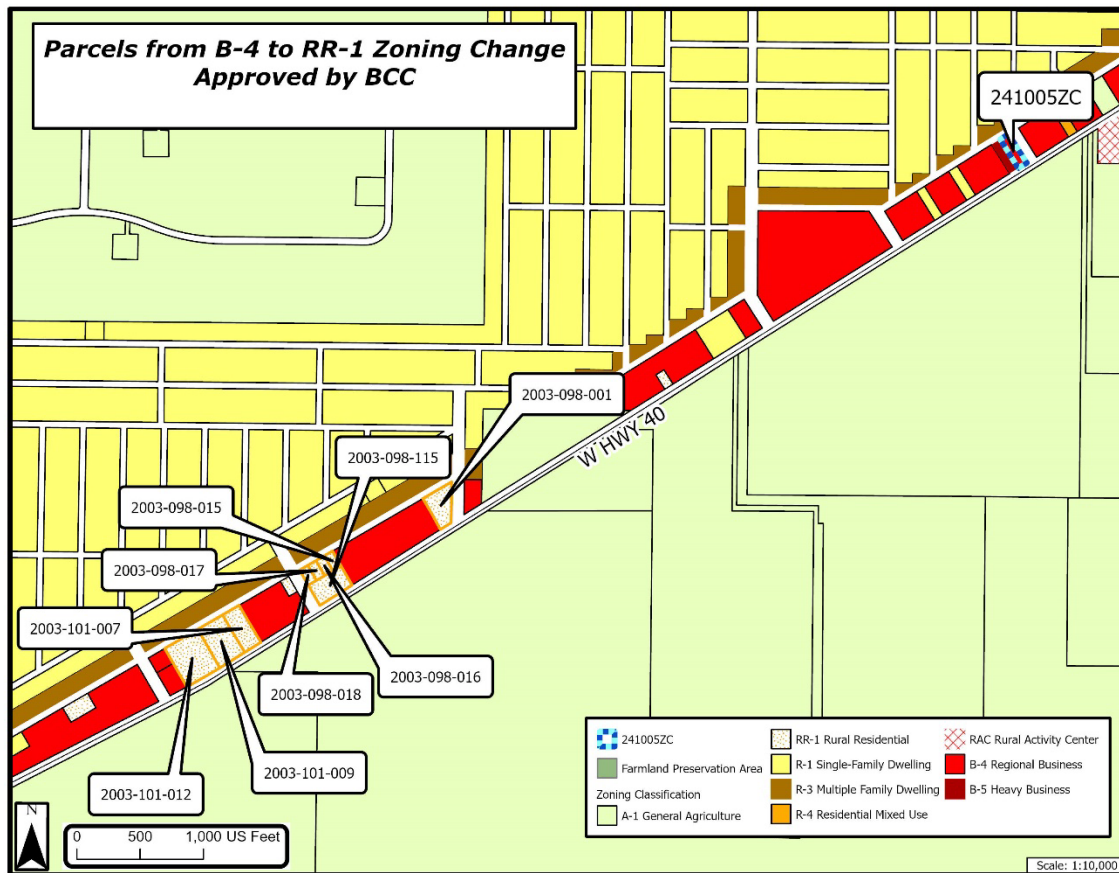 Parcels from B-4 to RR-1 Zoning Change
Approved by BCC
241005ZC
2003-098-001
W HWY 40
2003-098-115
2003-098-015
2003-098-017
2003-101-007
2003-098-016
2003-098-018
2003-101-009
2003-101-012
N
0 500 1,000 US Feet
241005ZC
Farmland Preservation Area
Zoning Classification
A-1 General Agriculture
RR-1 Rural Residential
R-1 Single-Family Dwelling
R-3 Multiple Family Dwelling
R-4 Residential Mixed Use
RAC Rural Activity Center
B-4 Regional Business
B-5 Heavy Business
Scale: 1:10,000